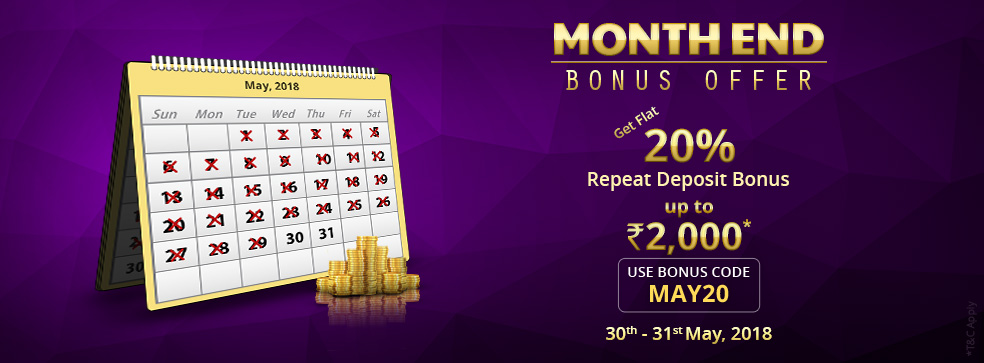 May, 2018
Sun Mon Tue Wed Thu Fri Sat
1 2 3 4 5
6 7 8 9 10 11 12
13 14 15 16 17 18 19
20 21 22 23 24 25 26
27 28 29 30 31
30
MONTH END
BONUS OFFER
Get Flat
20%
Repeat Deposit Bonus
up to
₹2,000*
USE BONUS CODE
MAY20
30th - 31st May, 2018
*T&C Apply